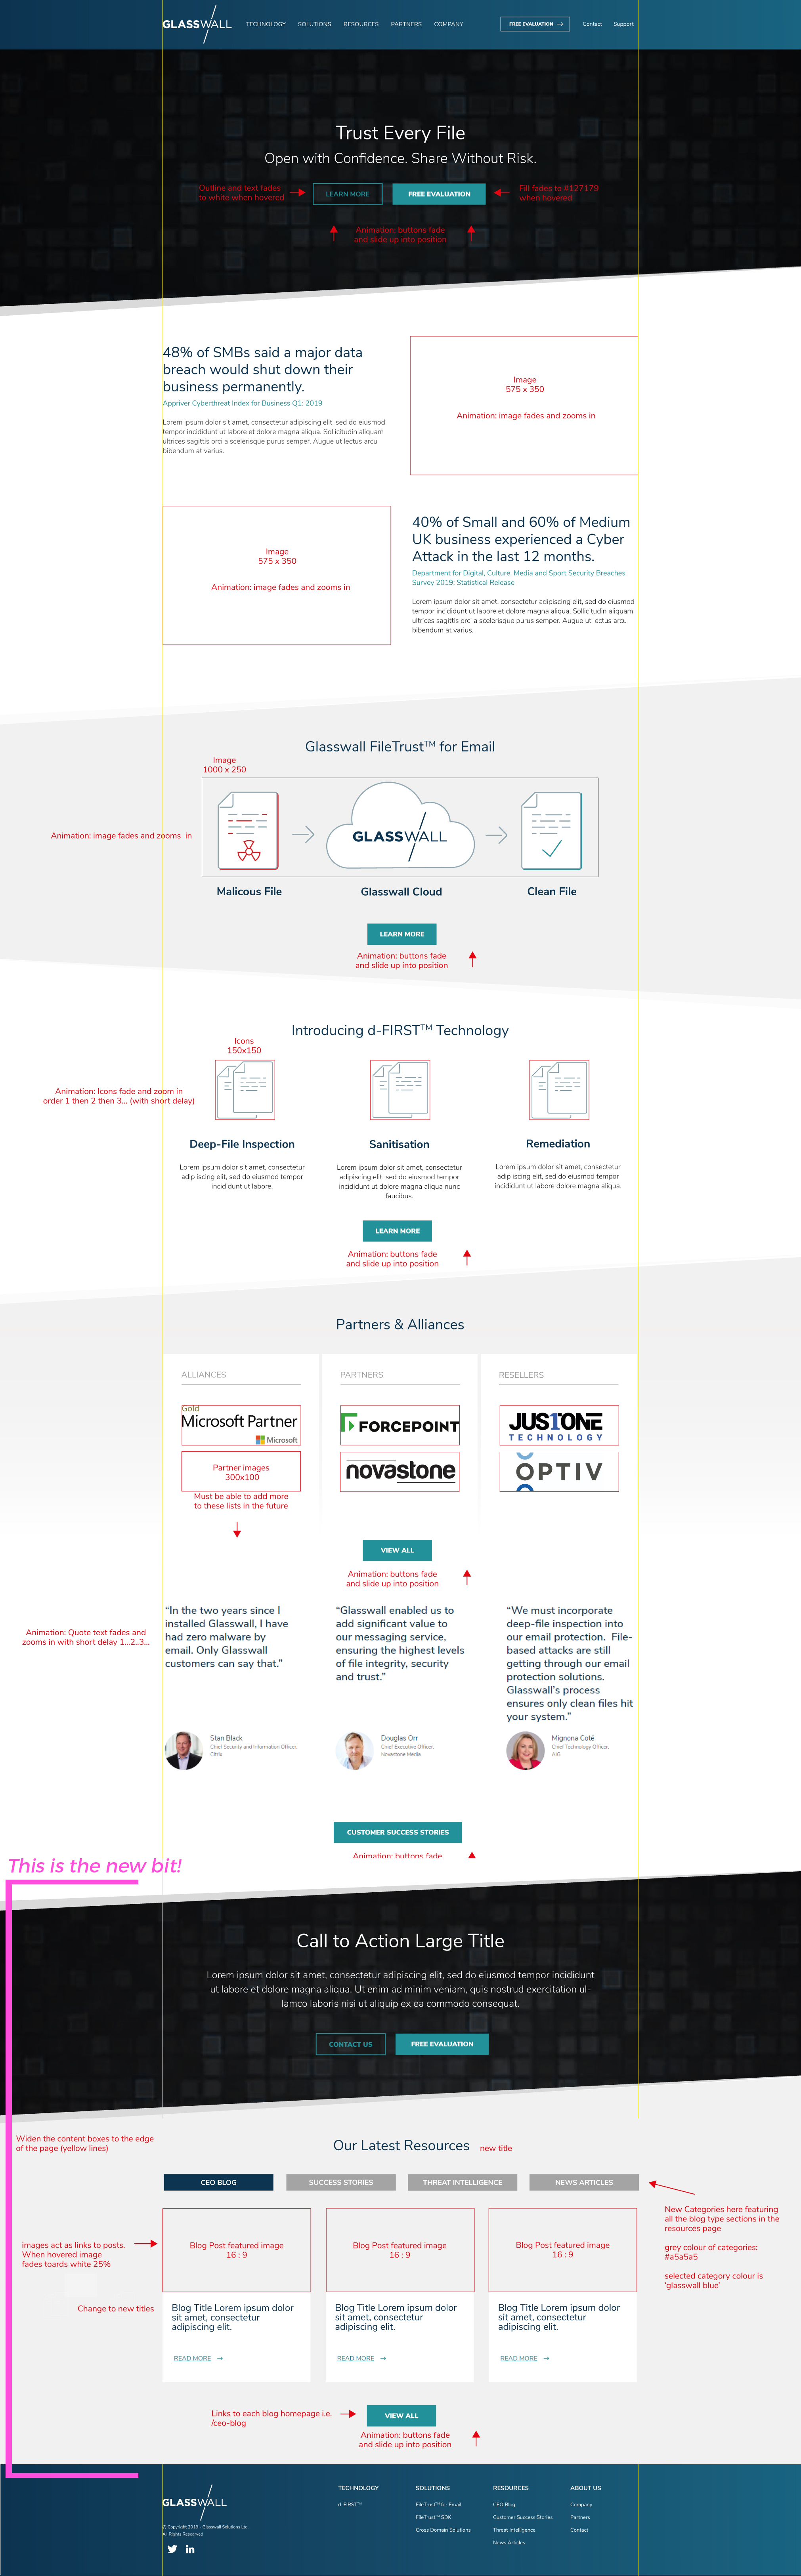 GLASSWALL
TECHNOLOGY SOLUTIONS RESOURCES PARTNERS COMPANY
FREE EVALUATION →
Contact Support
Trust Every File
Open with Confidence. Share Without Risk.
Outline and text fades
to white when hovered
LEARN MORE
FREE EVALUATION
Fill fades to #127179
when hovered
Animation: buttons fade
and slide up into position
48% of SMBs said a major data
breach would shut down their
business permanently.
Appriver Cyberthreat Index for Business Q1: 2019
Lorem ipsum dolor sit amet, consectetur adipiscing elit, sed do eiusmod
tempor incididunt ut labore et dolore magna aliqua. Sollicitudin aliquam
ultrices sagittis orci a scelerisque purus semper. Augue ut lectus arcu
bibendum at varius.
Image
575 x 350
Animation: image fades and zooms in
Image
575 x 350
Animation: image fades and zooms in
40% of Small and 60% of Medium
UK business experienced a Cyber
Attack in the last 12 months.
Department for Digital, Culture, Media and Sport Security Breaches
Survey 2019: Statistical Release
Lorem ipsum dolor sit amet, consectetur adipiscing elit, sed do eiusmod
tempor incididunt ut labore et dolore magna aliqua. Sollicitudin aliquam
ultrices sagittis orci a scelerisque purus semper. Augue ut lectus arcu
bibendum at varius.
Glasswall FileTrust™ for Email
Image
1000 x 250
Animation: image fades and zooms in
GLASSWALL
Malicous File
Glasswall Cloud
Clean File
LEARN MORE
Animation: buttons fade
and slide up into position
Introducing d-FIRST™ Technology
Icons
150x150
Animation: Icons fade and zoom in
order 1 then 2 then 3... (with short delay)
Deep-File Inspection
Lorem ipsum dolor sit amet, consectetur
adip iscing elit, sed do eiusmod tempor
incididunt ut labore.
Sanitisation
Lorem ipsum dolor sit amet, consectetur
adipiscing elit, sed do eiusmod tempor
incididunt ut dolore magna aliqua nunc
faucibus.
Remediation
Lorem ipsum dolor sit amet, consectetur
adip iscing elit, sed do eiusmod tempor
incididunt ut labore dolore magna aliqua.
LEARN MORE
Animation: buttons fade
and slide up into position
Partners & Alliances
ALLIANCES
Gold
Microsoft Partner
Microsoft
Partner images
300x100
Must be able to add more
to these lists in the future
PARTNERS
FORCEPOINT
novastone
RESELLERS
JUST1ONE
TECHNOLOGY
OPTIV
VIEW ALL
Animation: buttons fade
and slide up into position
Animation: Quote text fades and
zooms in with short delay 1...2..3...
“In the two years since I
installed Glasswall, I have
had zero malware by
email. Only Glasswall
customers can say that.”
Stan Black
Chief Security and Information Officer,
Citrix
“Glasswall enabled us to
add significant value to
our messaging service,
ensuring the highest levels
of file integrity, security
and trust.”
Douglas Orr
Chief Executive Officer,
Novastone Media
“We must incorporate
deep-file inspection into
our email protection. File-
based attacks are still
getting through our email
protection solutions.
Glasswall’s process
ensures only clean files hit
your system.”
Mignona Coté
Chief Technology Officer,
AIG
CUSTOMER SUCCESS STORIES
Animation: buttons fade
This is the new bit!
Call to Action Large Title
Lorem ipsum dolor sit amet, consectetur adipiscing elit, sed do eiusmod tempor incididunt
ut labore et dolore magna aliqua. Ut enim ad minim veniam, quis nostrud exercitation ul-
lamco laboris nisi ut aliquip ex ea commodo consequat.
CONTACT US
FREE EVALUATION
Widen the content boxes to the edge
of the page (yellow lines)
Our Latest Resources
new title
CEO BLOG
SUCCESS STORIES
THREAT INTELLIGENCE
NEWS ARTICLES
New Categories here featuring
all the blog type sections in the
resources page
grey colour of categories:
#a5a5a5
selected category colour is
‘glasswall blue’
images act as links to posts.
When hovered image
fades toards white 25%
Blog Post featured image
16 : 9
Blog Post featured image
16 : 9
Blog Post featured image
16 : 9
Change to new titles
Blog Title Lorem ipsum dolor
sit amet, consectetur
adipiscing elit.
READ MORE →
Blog Title Lorem ipsum dolor
sit amet, consectetur
adipiscing elit.
READ MORE →
Blog Title Lorem ipsum dolor
sit amet, consectetur
adipiscing elit.
READ MORE →
Links to each blog homepage i.e.
/ceo-blog
VIEW ALL
Animation: buttons fade
and slide up into position
GLASSWALL
@ Copyright 2019 - Glasswall Solutions Ltd
All Rights Reserved
in
TECHNOLOGY
d-FIRST™
SOLUTIONS
FileTrust™ for Email
FileTrust™ SDK
Cross Domain Solutions
RESOURCES
CEO Blog
Customer Success Stories
Threat Intelligence
News Articles
ABOUT US
Company
Partners
Contact